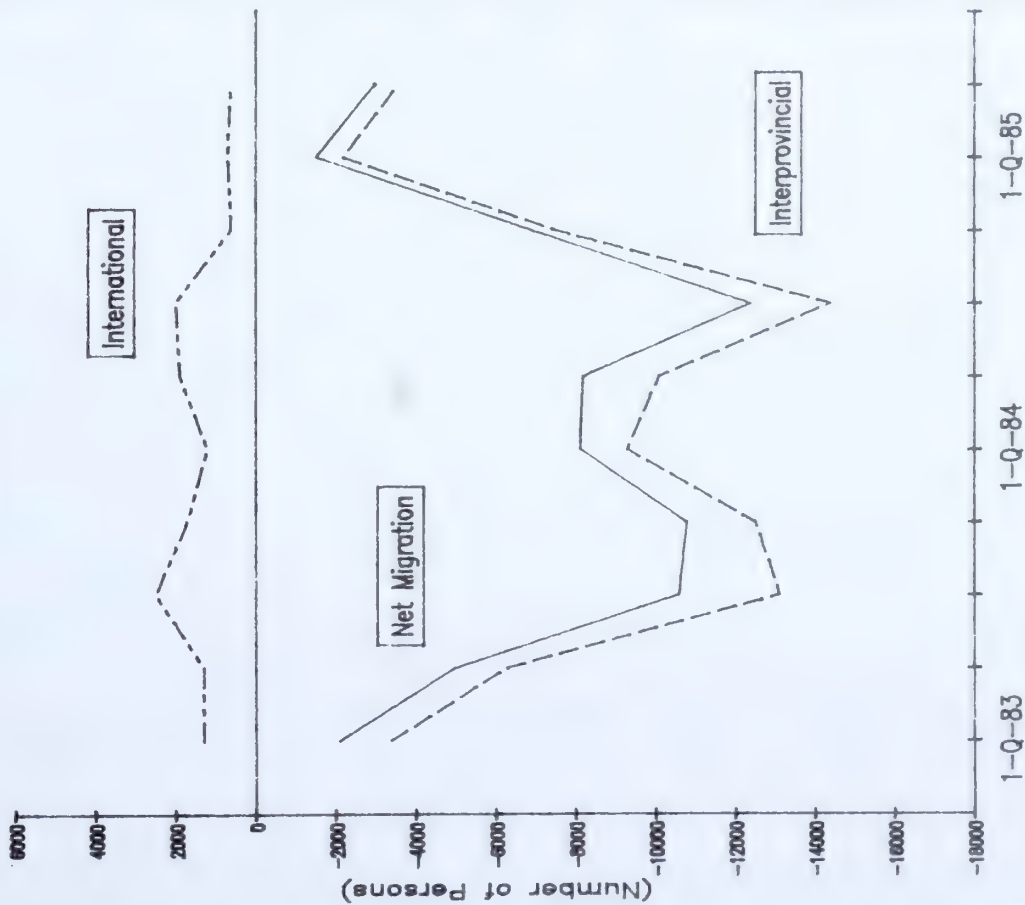 6000
4000
2000
0
-2000
-4000
-6000
-8000
-10000
-12000
-14000
-16000
-18000
(Number of Persons)
International
Net Migration
Interprovincial
1-Q-83
1-Q-84
1-Q-85